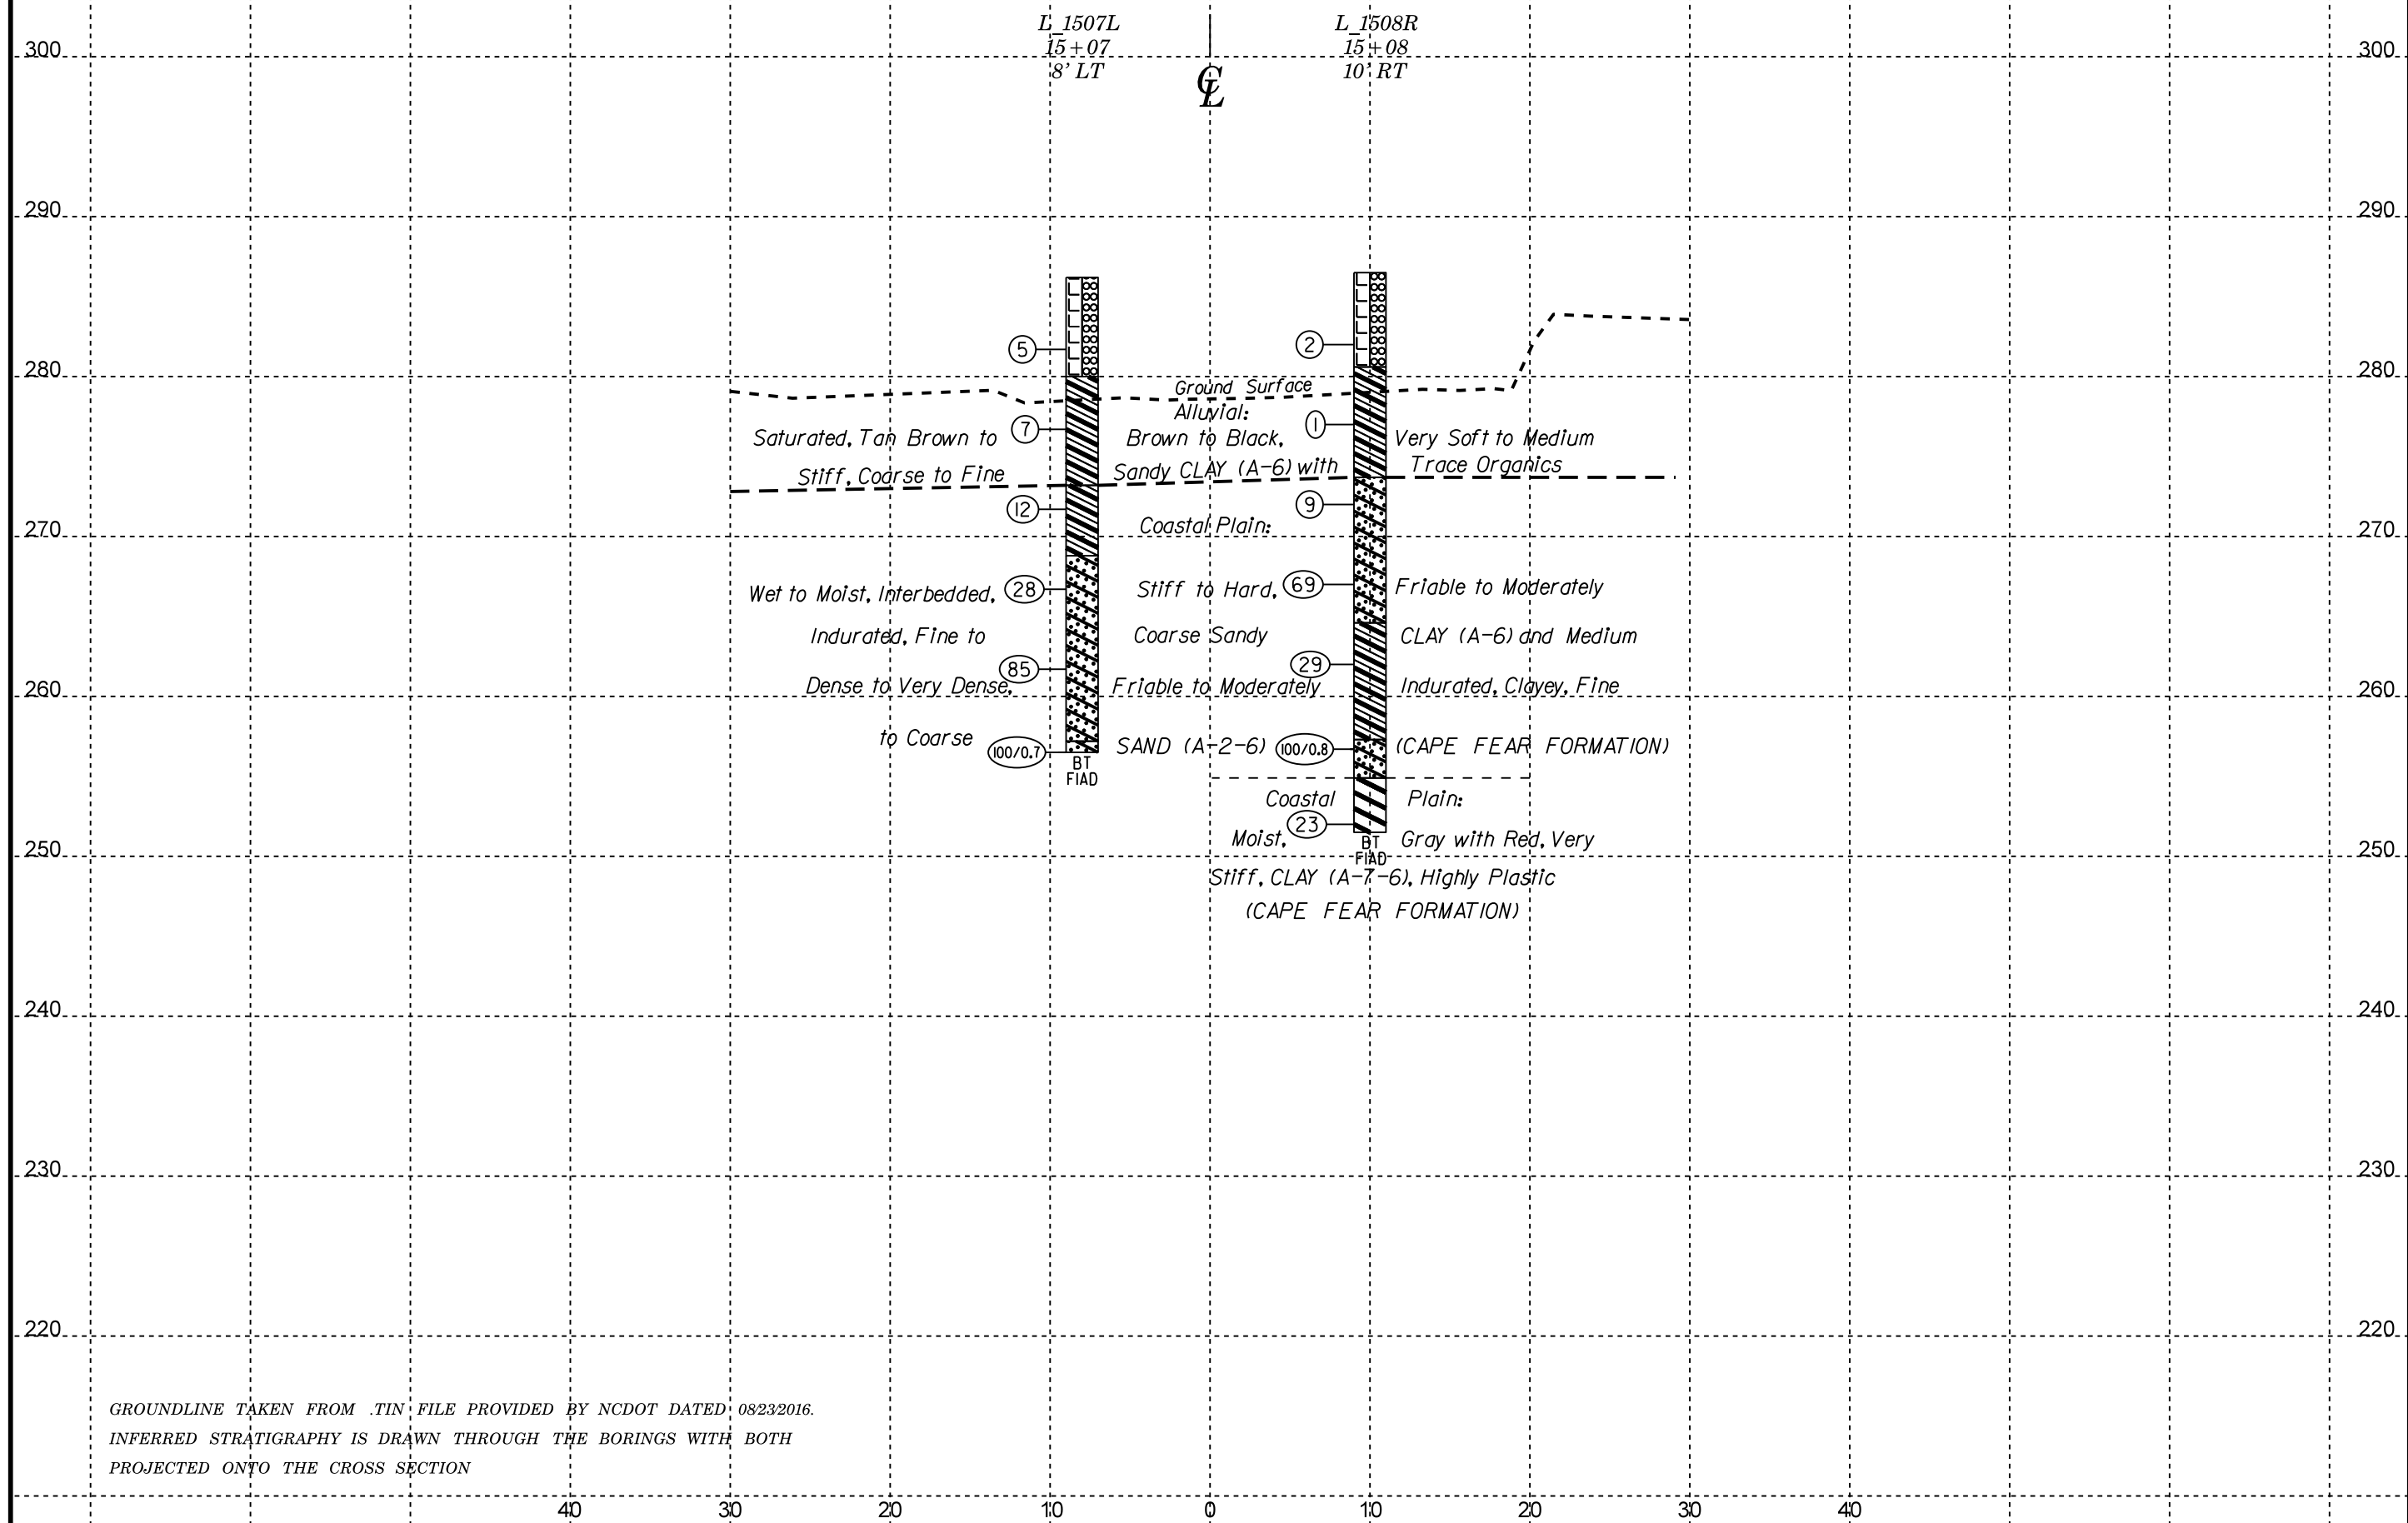 L_1507L
15+07
8' LT
L_1508R
15+08
10' RT
CL
300 300
290 290
5 2
280 280
Ground Surface
Alluvial:
Saturated, Tan Brown to 7 Brown to Black, 1 Very Soft to Medium
Stiff, Coarse to Fine Sandy CLAY (A-6) with Trace Organics
12 9
270 Coastal Plain: 270
Wet to Moist, Interbedded, 28 Stiff to Hard, 69 Friable to Moderately
Indurated, Fine to Coarse Sandy CLAY (A-6) and Medium
85 29
260 Dense to Very Dense, Friable to Moderately Indurated, Clayey, Fine 260
to Coarse 100/0.7 SAND (A-2-6) 100/0.8 (CAPE FEAR FORMATION)
BT
FIAD
Coastal Plain:
Moist, 23 Gray with Red, Very
BT
FIAD
250 250
Stiff, CLAY (A-7-6), Highly Plastic
(CAPE FEAR FORMATION)
240 240
230 230
220 220
GROUNDLINE TAKEN FROM .TIN FILE PROVIDED BY NCDOT DATED 08/23/2016.
INFERRED STRATIGRAPHY IS DRAWN THROUGH THE BORINGS WITH BOTH
PROJECTED ONTO THE CROSS SECTION
40 30 20 10 0 10 20 30 40